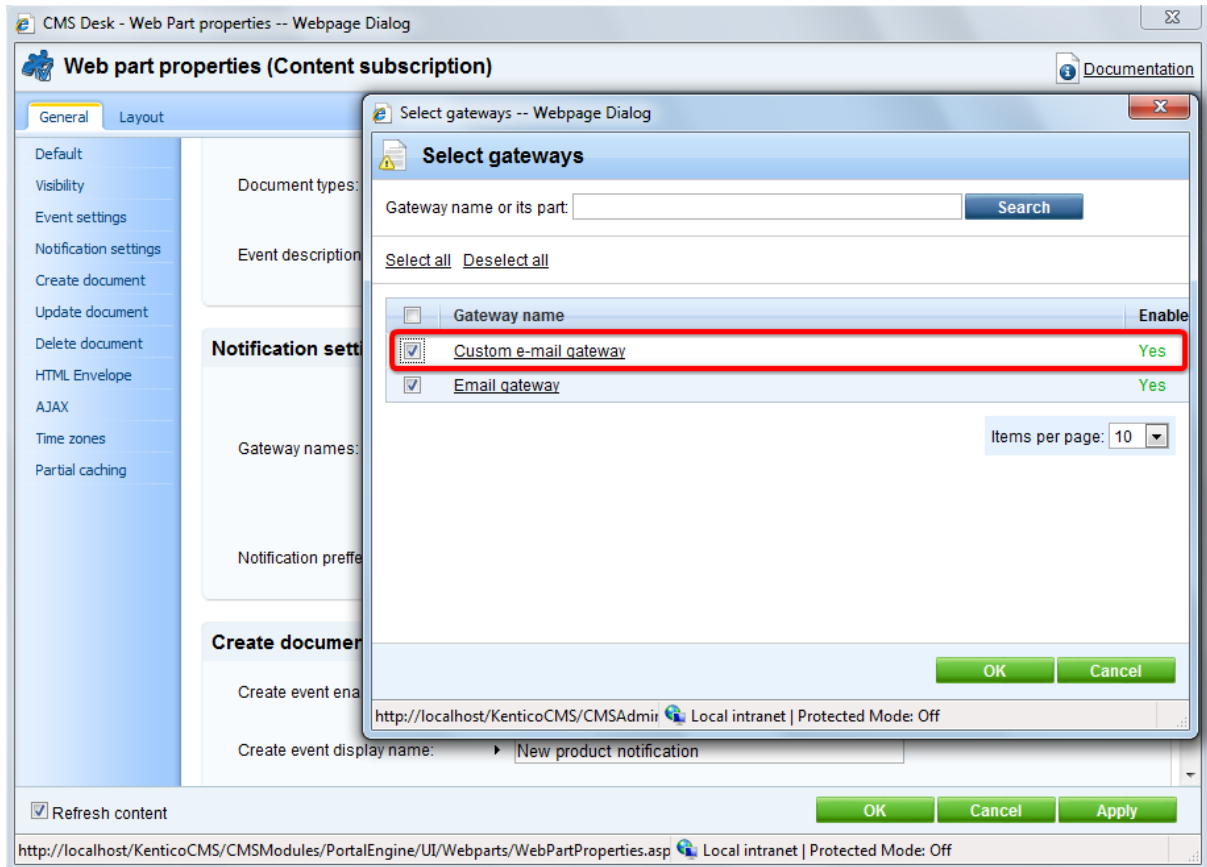 CMS Desk - Web Part properties -- Webpage Dialog
Web part properties (Content subscription)
Documentation
General Layout
Default
Visibility
Event settings
Notification settings
Create document
Update document
Delete document
HTML Envelope
AJAX
Time zones
Partial caching
Document types:
Event description
Notification setti
Gateway names:
Notification preffe
Create documen
Create event ena
Create event display name: New product notification
Select gateways -- Webpage Dialog
Select gateways
Gateway name or its part: Search
Select all Deselect all
Gateway name Enable
Custom e-mail gateway Yes
Email gateway Yes
Items per page: 10
OK Cancel
http://localhost/KenticoCMS/CMSAdmir Local intranet | Protected Mode: Off
Refresh content OK Cancel Apply
http://localhost/KenticoCMS/CMSModules/PortalEngine/UI/Webparts/WebPartProperties.asp Local intranet | Protected Mode: Off